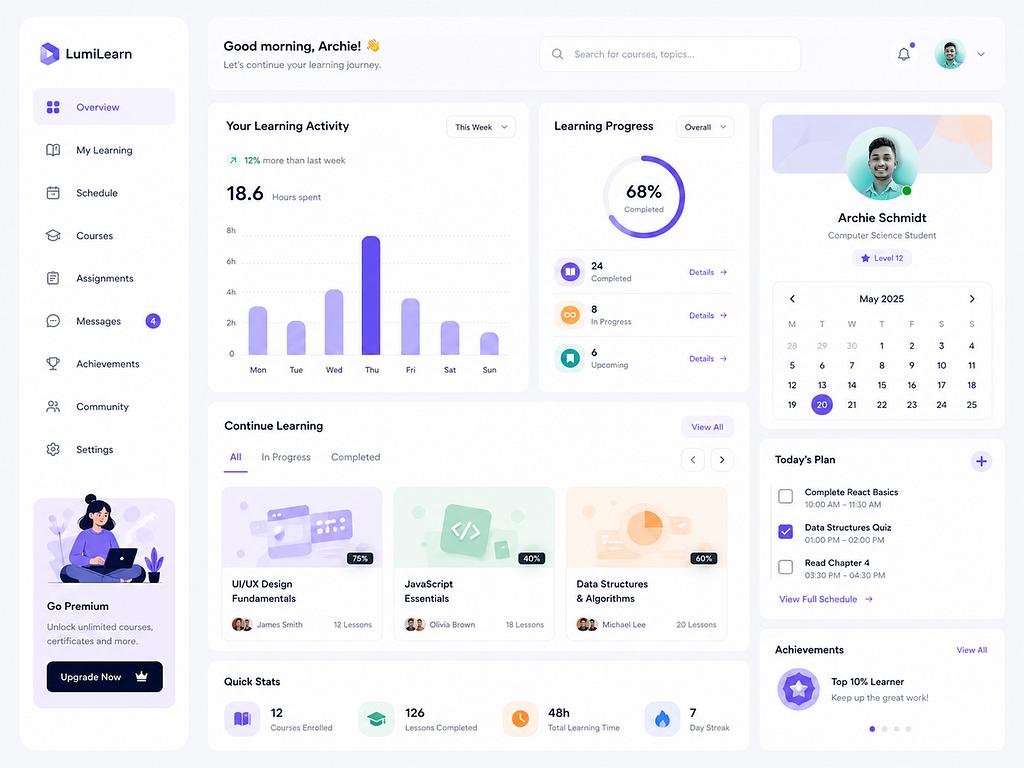 LumiLearn
Overview
My Learning
Schedule
Courses
Assignments
Messages 4
Achievements
Community
Settings
Go Premium
Unlock unlimited courses,
certificates and more.
Upgrade Now
Good morning, Archie! 👋
Let's continue your learning journey.
Search for courses, topics...
Your Learning Activity
This Week
12% more than last week
18.6 Hours spent
8h
6h
4h
2h
0
Mon Tue Wed Thu Fri Sat Sun
Learning Progress
Overall
68%
Completed
24
Completed
Details →
8
In Progress
Details →
6
Upcoming
Details →
Continue Learning
View All
All In Progress Completed
75%
UI/UX Design
Fundamentals
James Smith 12 Lessons
</>
40%
JavaScript
Essentials
Olivia Brown 18 Lessons
60%
Data Structures
& Algorithms
Michael Lee 20 Lessons
Quick Stats
12
Courses Enrolled
126
Lessons Completed
48h
Total Learning Time
7
Day Streak
Archie Schmidt
Computer Science Student
Level 12
May 2025
M T W T F S S
28 29 30 1 2 3 4
5 6 7 8 9 10 11
12 13 14 15 16 17 18
19 20 21 22 23 24 25
Today's Plan
Complete React Basics
10:00 AM – 11:30 AM
Data Structures Quiz
01:00 PM – 02:00 PM
Read Chapter 4
03:30 PM – 04:30 PM
View Full Schedule →
Achievements
View All
Top 10% Learner
Keep up the great work!